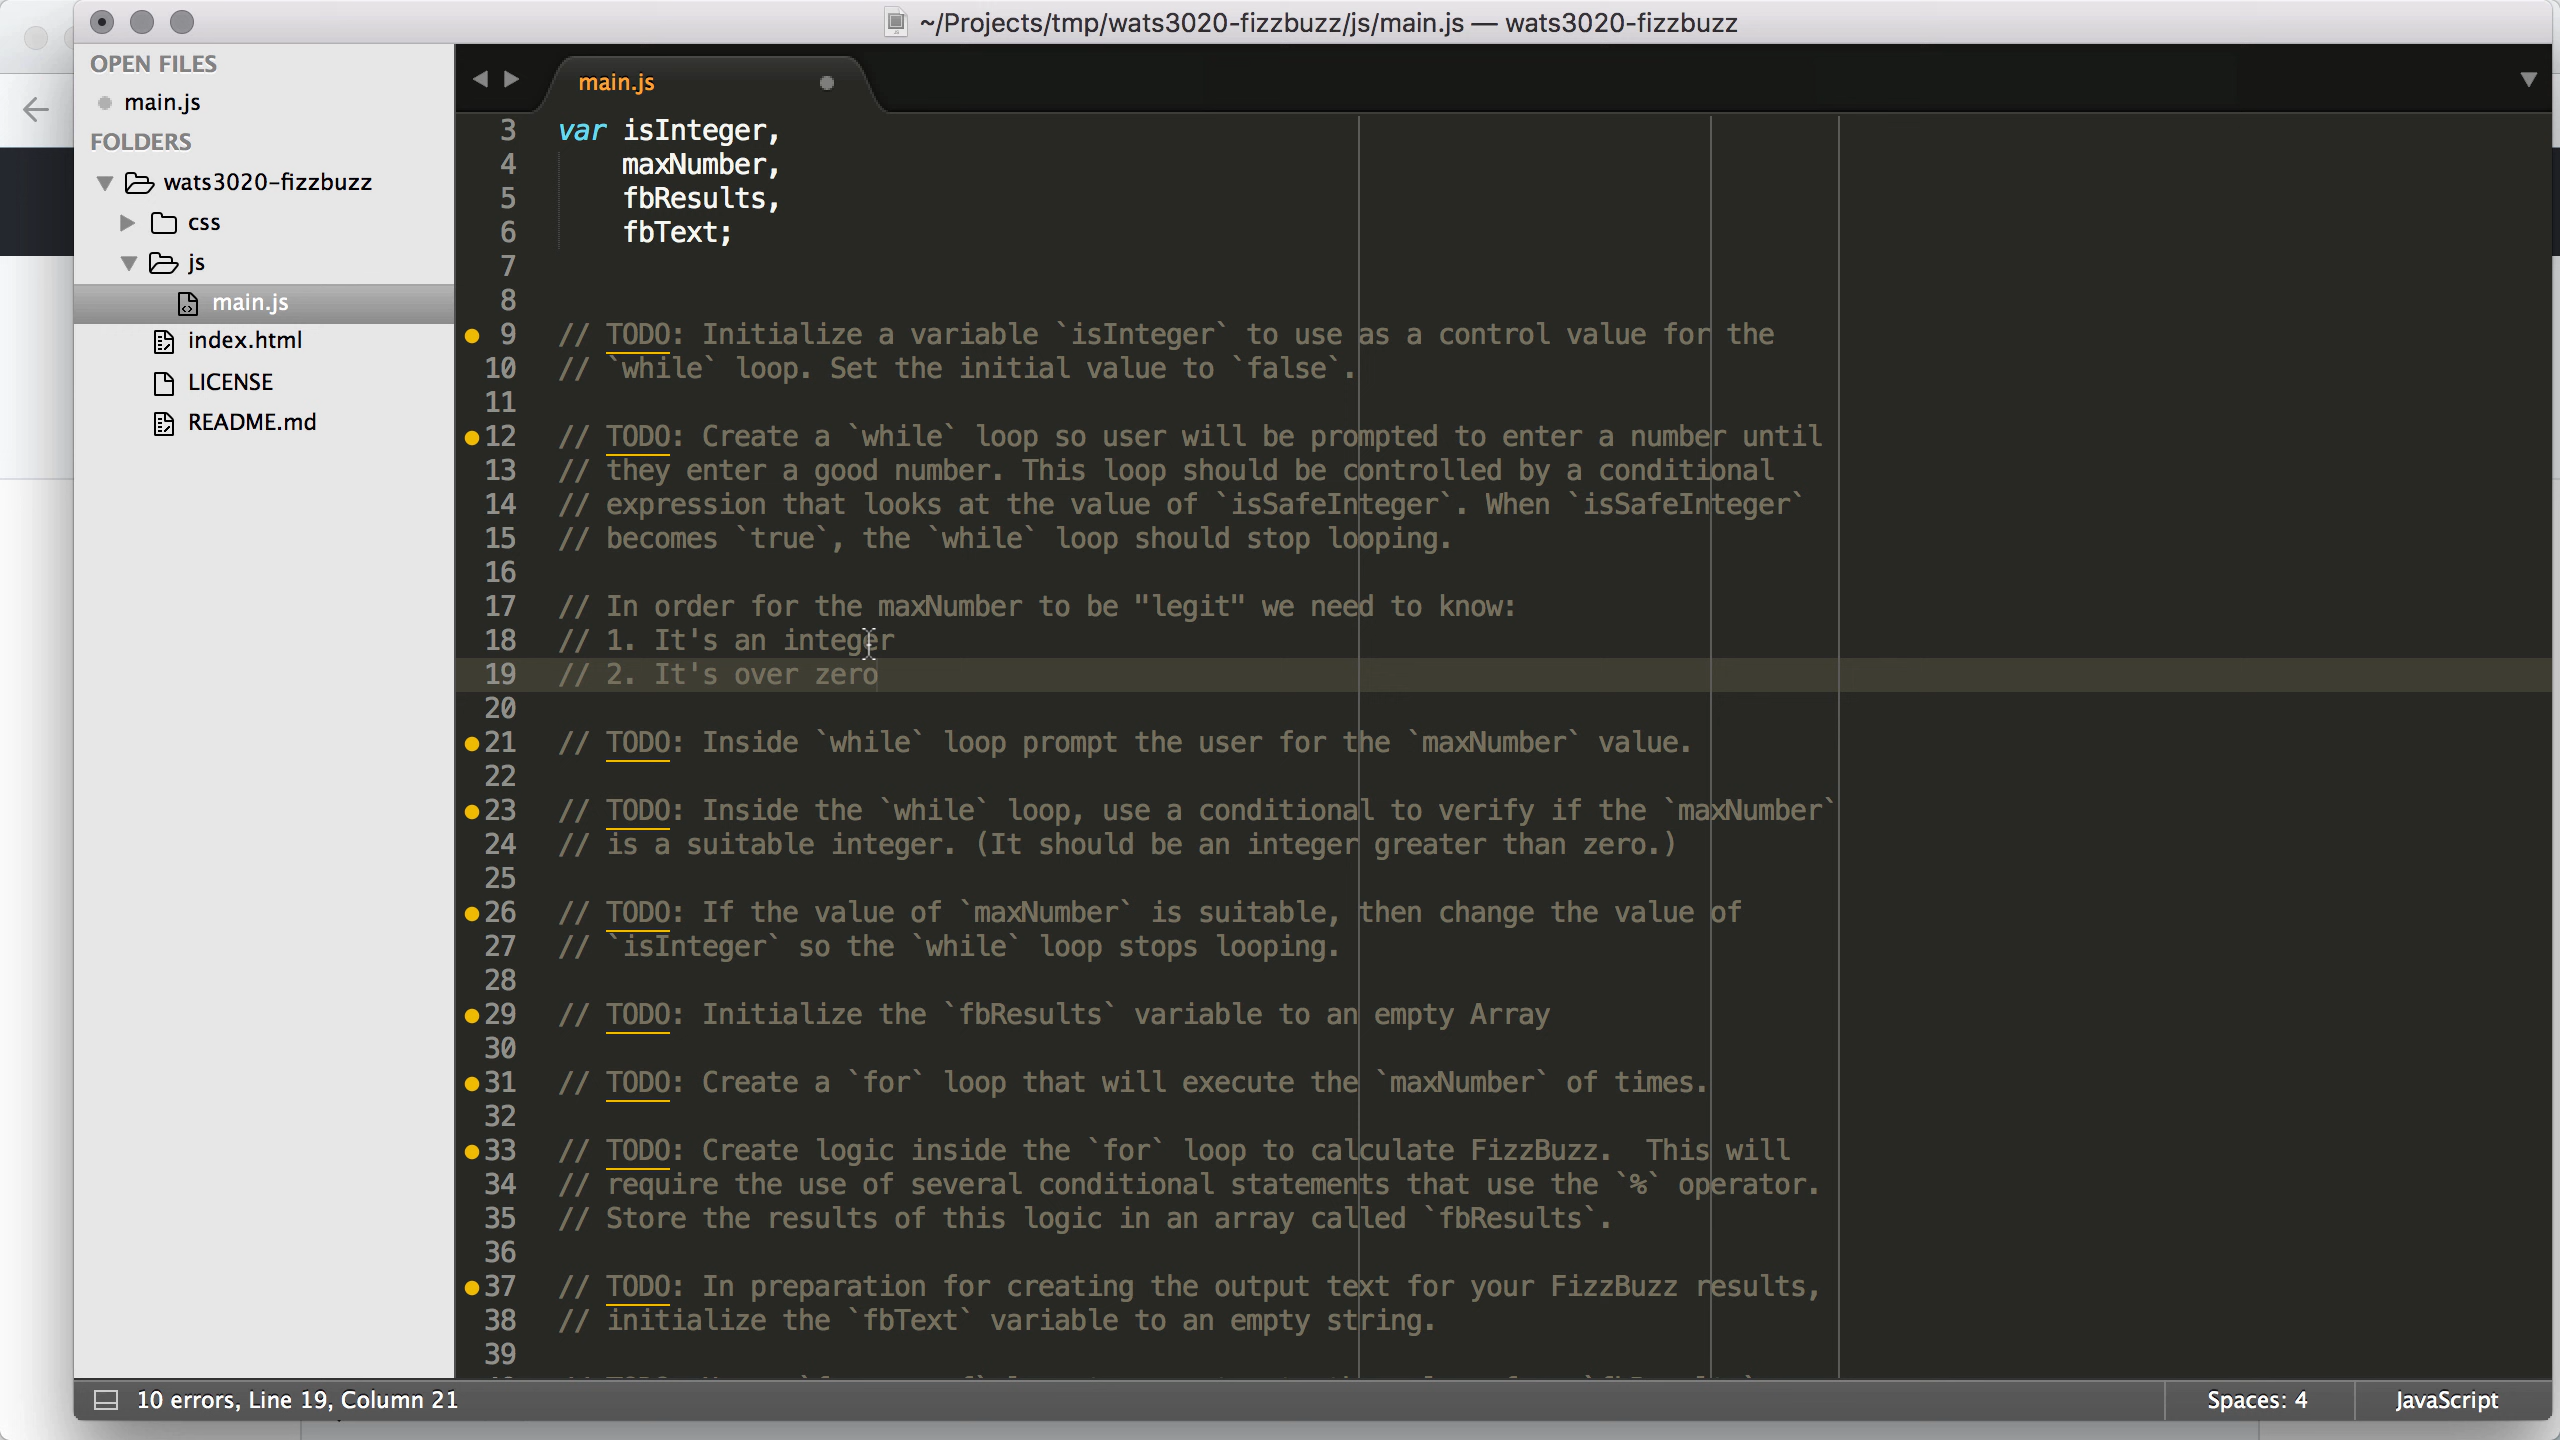 ~/Projects/tmp/wats3020-fizzbuzz/js/main.js — wats3020-fizzbuzz
OPEN FILES
main.js
FOLDERS
wats3020-fizzbuzz
css
js
main.js
index.html
LICENSE
README.md
main.js
3 var isInteger,
4 maxNumber,
5 fbResults,
6 fbText;
7
8
9 // TODO: Initialize a variable `isInteger` to use as a control value for the
10 // `while` loop. Set the initial value to `false`.
11
12 // TODO: Create a `while` loop so user will be prompted to enter a number until
13 // they enter a good number. This loop should be controlled by a conditional
14 // expression that looks at the value of `isSafeInteger`. When `isSafeInteger`
15 // becomes `true`, the `while` loop should stop looping.
16
17 // In order for the maxNumber to be "legit" we need to know:
18 // 1. It's an integer
19 // 2. It's over zero
20
21 // TODO: Inside `while` loop prompt the user for the `maxNumber` value.
22
23 // TODO: Inside the `while` loop, use a conditional to verify if the `maxNumber`
24 // is a suitable integer. (It should be an integer greater than zero.)
25
26 // TODO: If the value of `maxNumber` is suitable, then change the value of
27 // `isInteger` so the `while` loop stops looping.
28
29 // TODO: Initialize the `fbResults` variable to an empty Array
30
31 // TODO: Create a `for` loop that will execute the `maxNumber` of times.
32
33 // TODO: Create logic inside the `for` loop to calculate FizzBuzz.  This will
34 // require the use of several conditional statements that use the `%` operator.
35 // Store the results of this logic in an array called `fbResults`.
36
37 // TODO: In preparation for creating the output text for your FizzBuzz results,
38 // initialize the `fbText` variable to an empty string.
39
10 errors, Line 19, Column 21
Spaces: 4
JavaScript